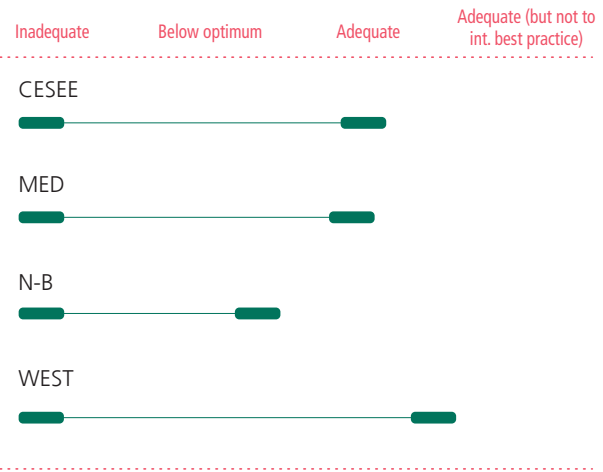 Inadequate Below optimum Adequate Adequate (but not to
int. best practice)
CESEE
MED
N-B
WEST